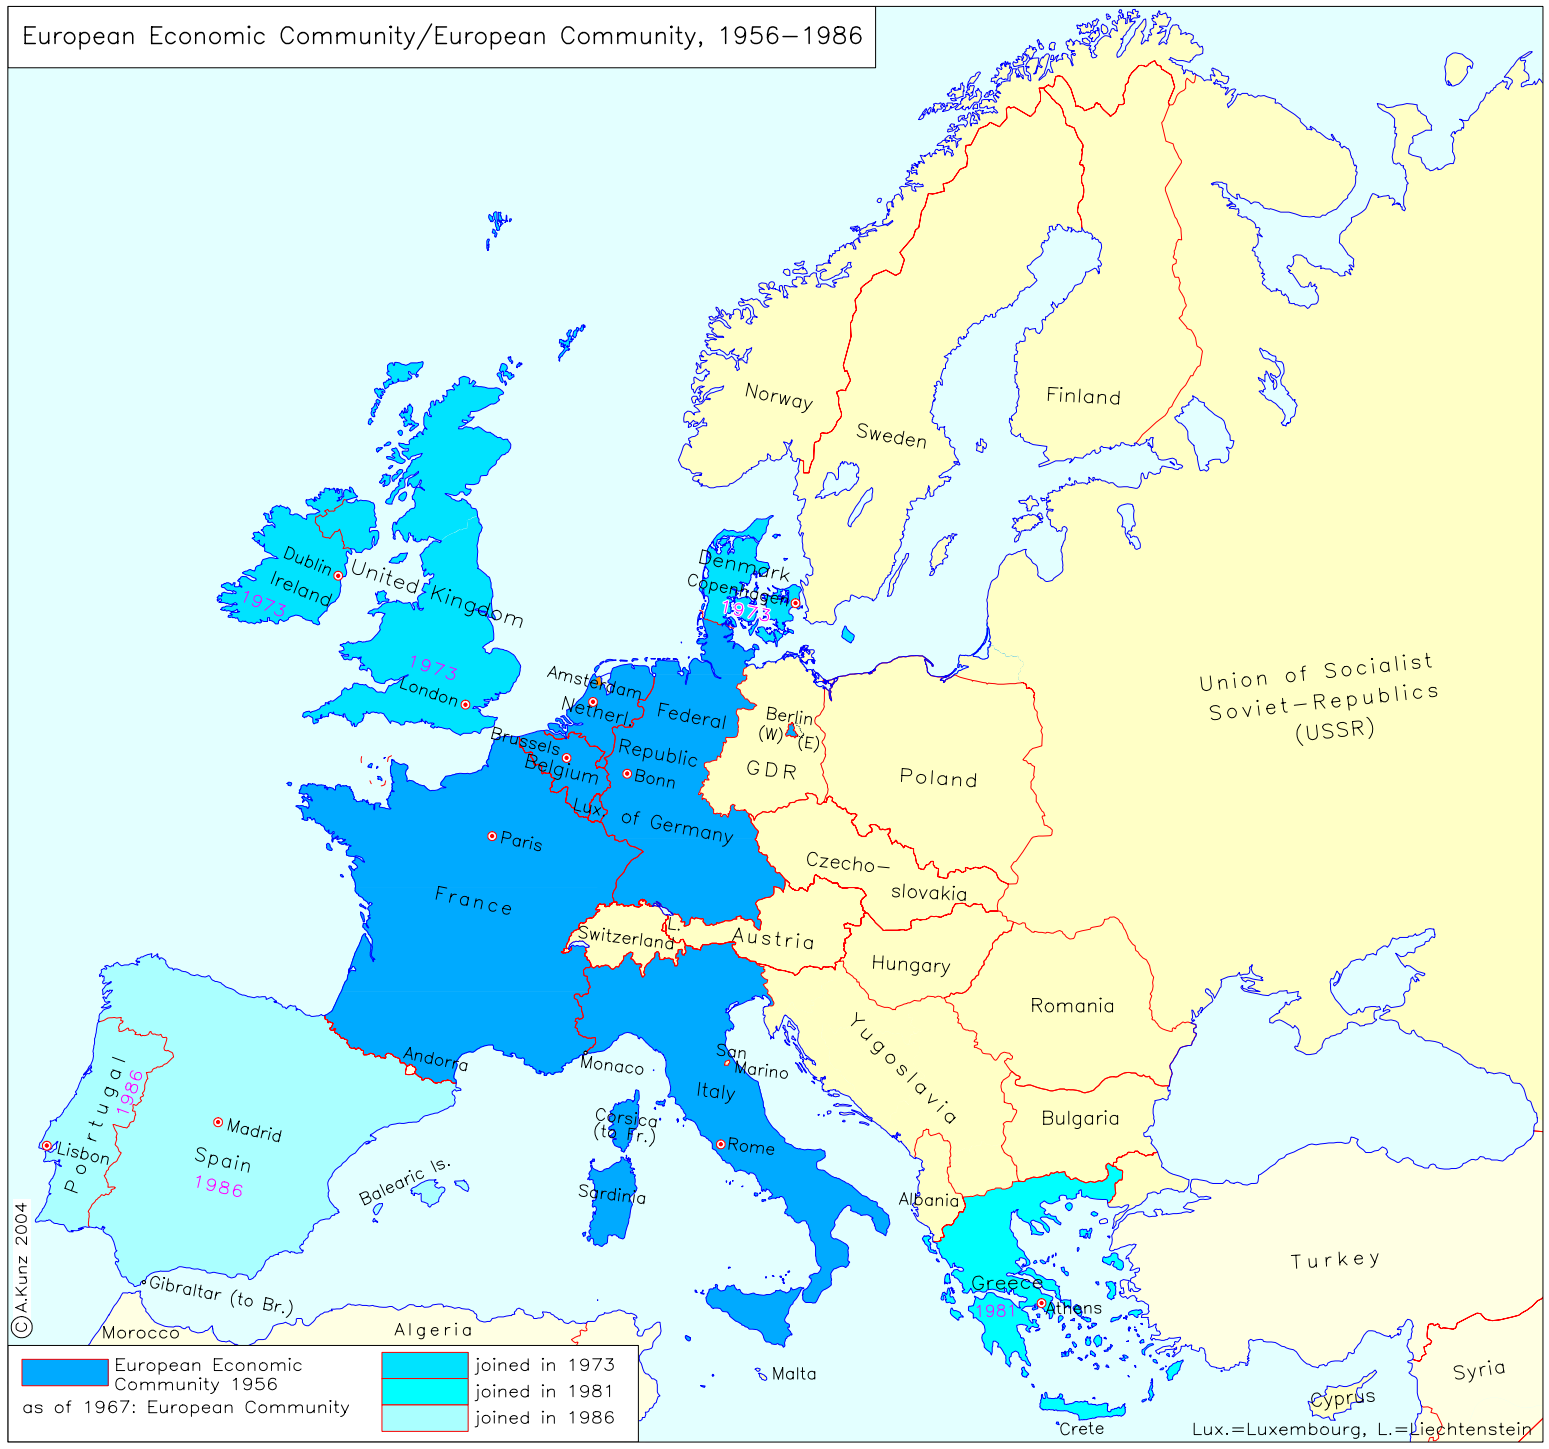 European Economic Community/European Community, 1956–1986
Norway
Finland
Sweden
Dublin
Ireland
1973
United Kingdom
1973
London
Denmark
Copenhagen
1973
Amsterdam
Netherl.
Brussels
Belgium
Lux.
Federal
Republic
of Germany
Bonn
Berlin
(W) (E)
GDR
Poland
Union of Socialist
Soviet–Republics
(USSR)
Paris
France
Czecho–
slovakia
Switzerland
L.
Austria
Hungary
Romania
Yugoslavia
Bulgaria
Albania
Andorra
Monaco
San
Marino
Italy
Rome
Corsica
(to Fr.)
Sardinia
Portugal
1986
Lisbon
Madrid
Spain
1986
Balearic Is.
Gibraltar (to Br.)
Morocco
Algeria
Malta
Greece
1981
Athens
Crete
Turkey
Cyprus
Syria
©A.Kunz 2004
European Economic
Community 1956
as of 1967: European Community
joined in 1973
joined in 1981
joined in 1986
Lux.=Luxembourg, L.=Liechtenstein